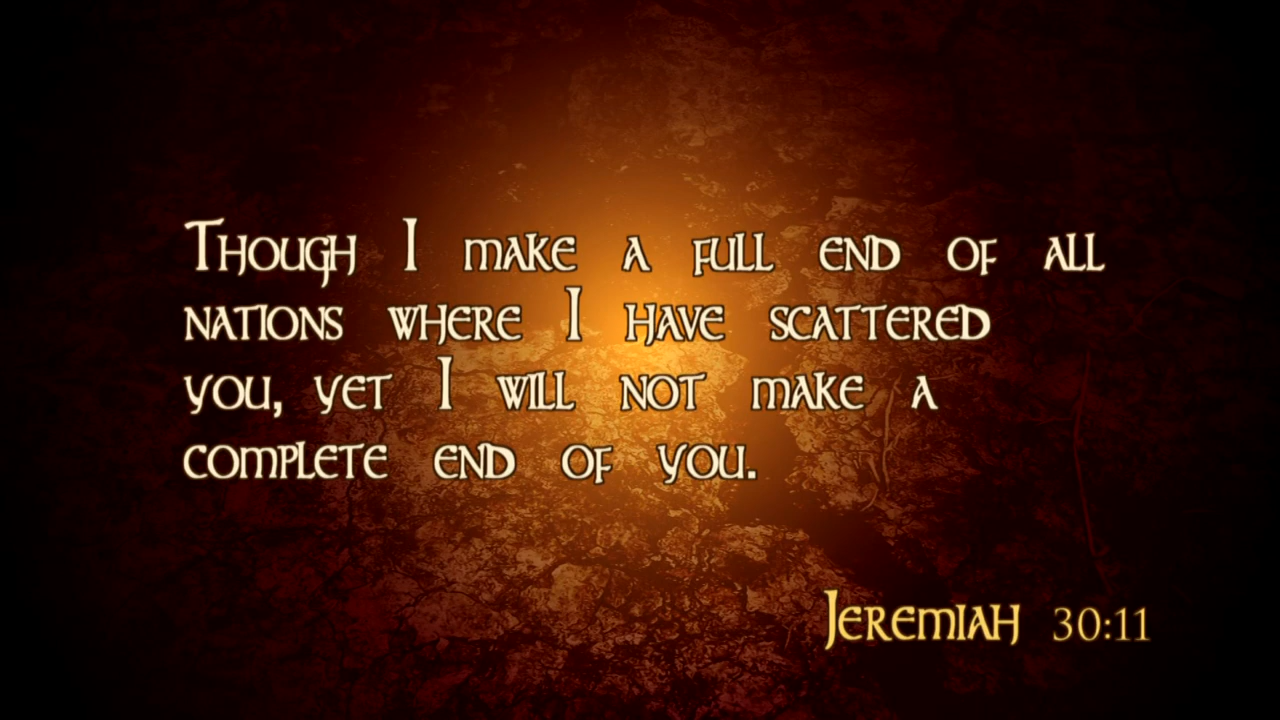 Though I make a full end of all
nations where I have scattered
you, yet I will not make a
complete end of you.
Jeremiah 30:11